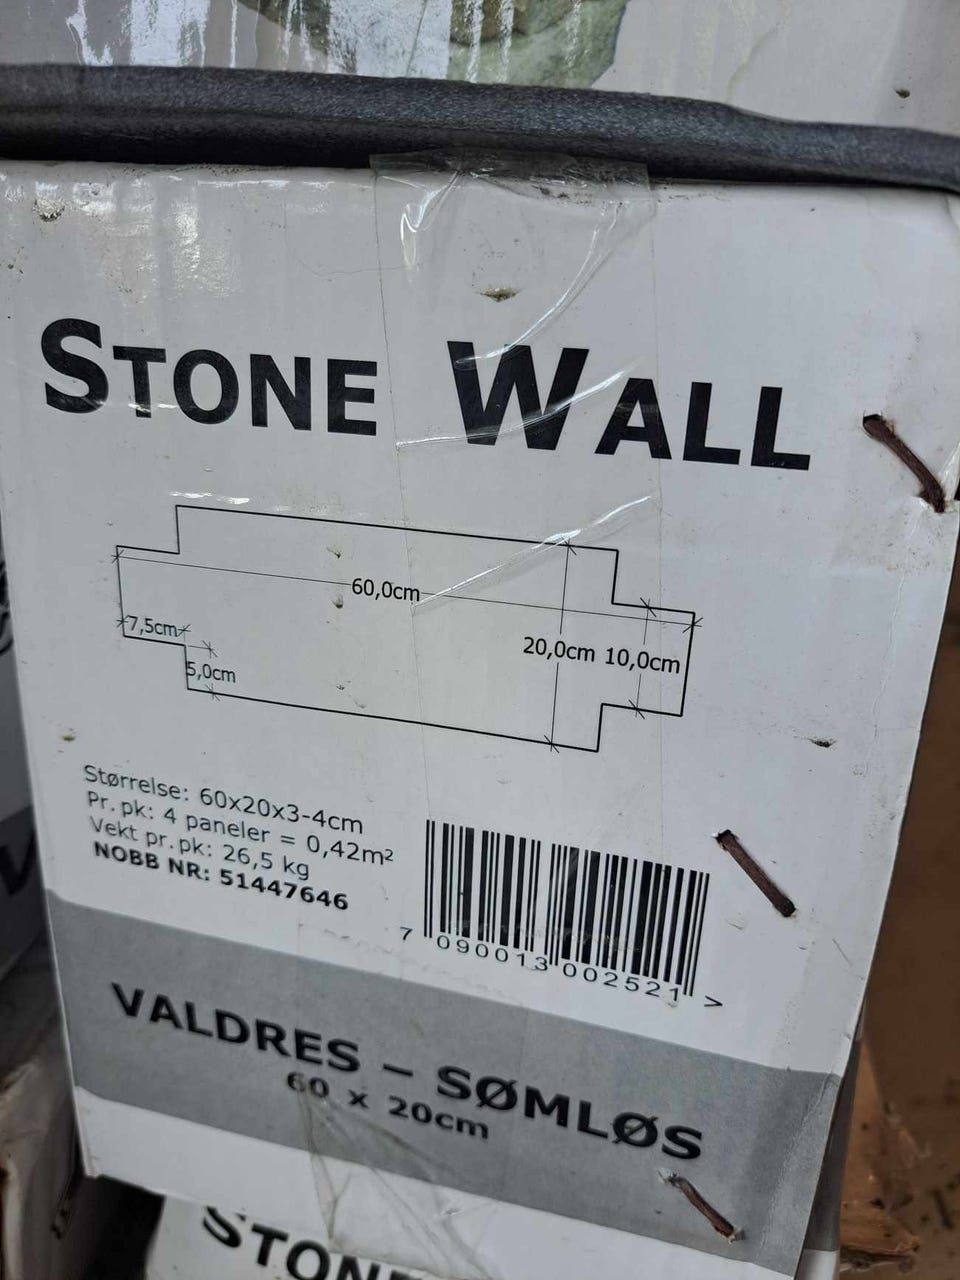 STONE WALL
60,0cm
7,5cm
20,0cm 10,0cm
5,0cm
Størrelse: 60x20x3-4cm
Pr. pk: 4 paneler = 0,42m²
Vekt pr. pk: 26,5 kg
NOBB NR: 51447646
7 090013 002521 >
VALDRES – SØMLØS
60 x 20cm
STON